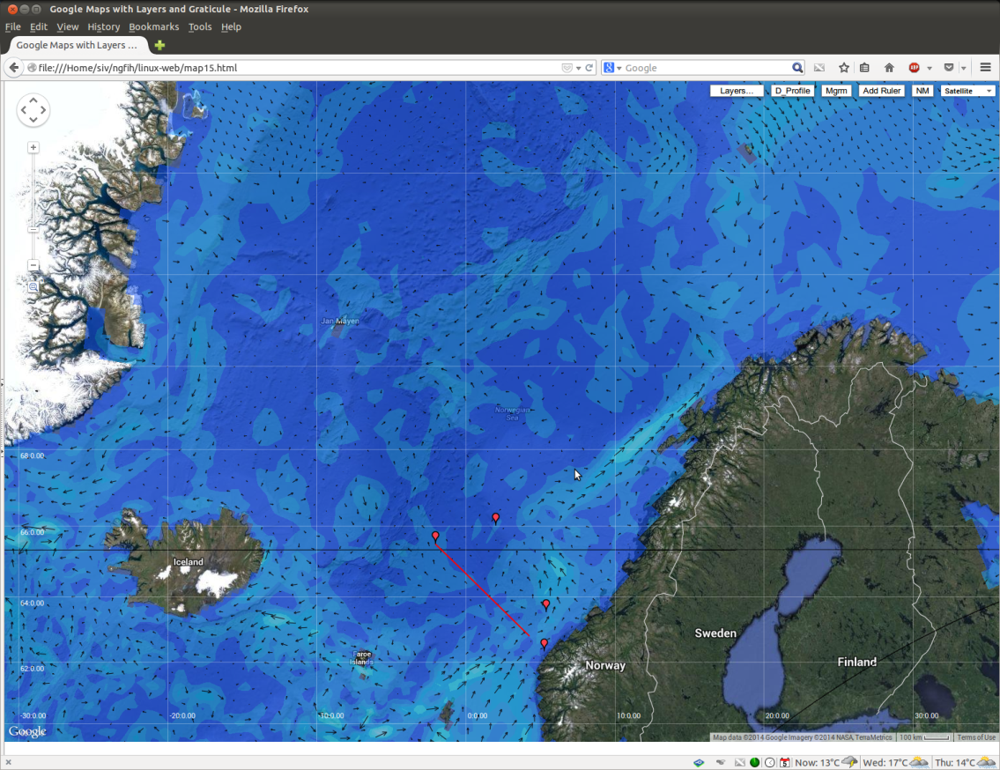 Google Maps with Layers and Graticule - Mozilla Firefox
File Edit View History Bookmarks Tools Help
Google Maps with Layers ...
file:///Home/siv/ngfih/linux-web/map15.html
Google
Layers... D_Profile Mgrm Add Ruler NM Satellite
Jan Mayen
Norwegian
Sea
68:0.00
66:0.00
Iceland
64:0.00
Sweden
Faroe
Islands
Finland
Norway
62:0.00
-30:0.00 -20:0.00 -10:0.00 0:0.00 10:0.00 20:0.00 30:0.00
Google
Map data ©2014 Google Imagery ©2014 NASA, TerraMetrics 100 km Terms of Use
5 Now: 13°C Wed: 17°C Thu: 14°C